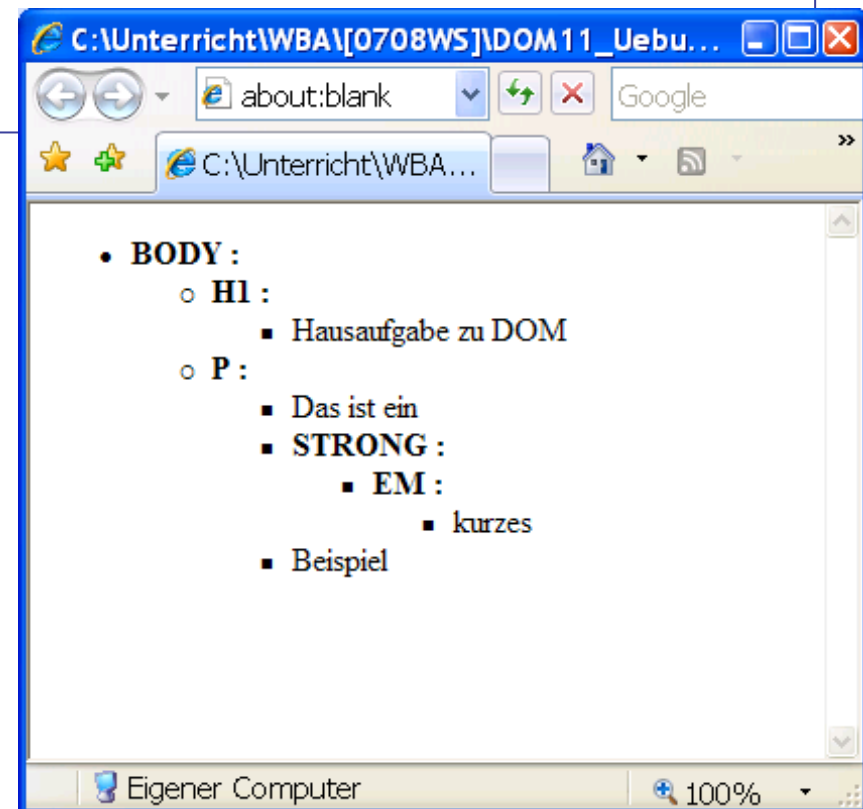 C:\Unterricht\WBA\[0708WS]\DOM11_Uebu...
about:blank
Google
C:\Unterricht\WBA...
»
• BODY :
○ H1 :
▪ Hausaufgabe zu DOM
○ P :
▪ Das ist ein
▪ STRONG :
▪ EM :
▪ kurzes
▪ Beispiel
Eigener Computer
100%